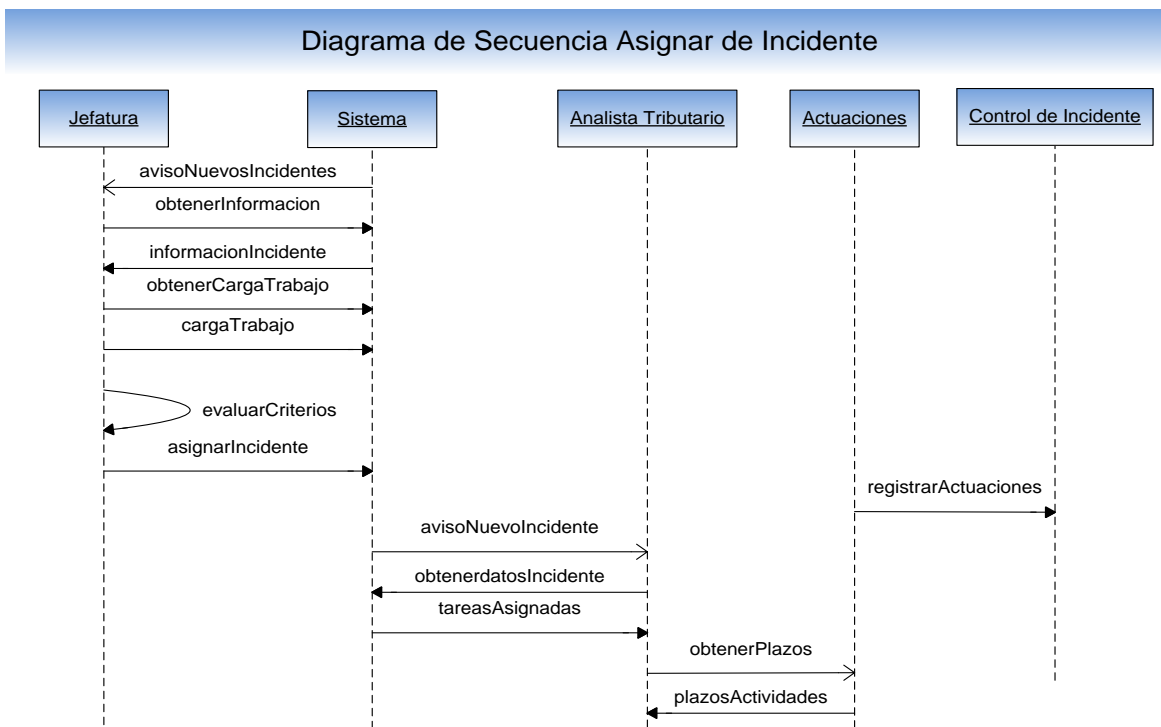 Diagrama de Secuencia Asignar de Incidente
Jefatura
Sistema
Analista Tributario
Actuaciones
Control de Incidente
avisoNuevosIncidentes
obtenerInformacion
informacionIncidente
obtenerCargaTrabajo
cargaTrabajo
evaluarCriterios
asignarIncidente
registrarActuaciones
avisoNuevoIncidente
obtenerdatosIncidente
tareasAsignadas
obtenerPlazos
plazosActividades